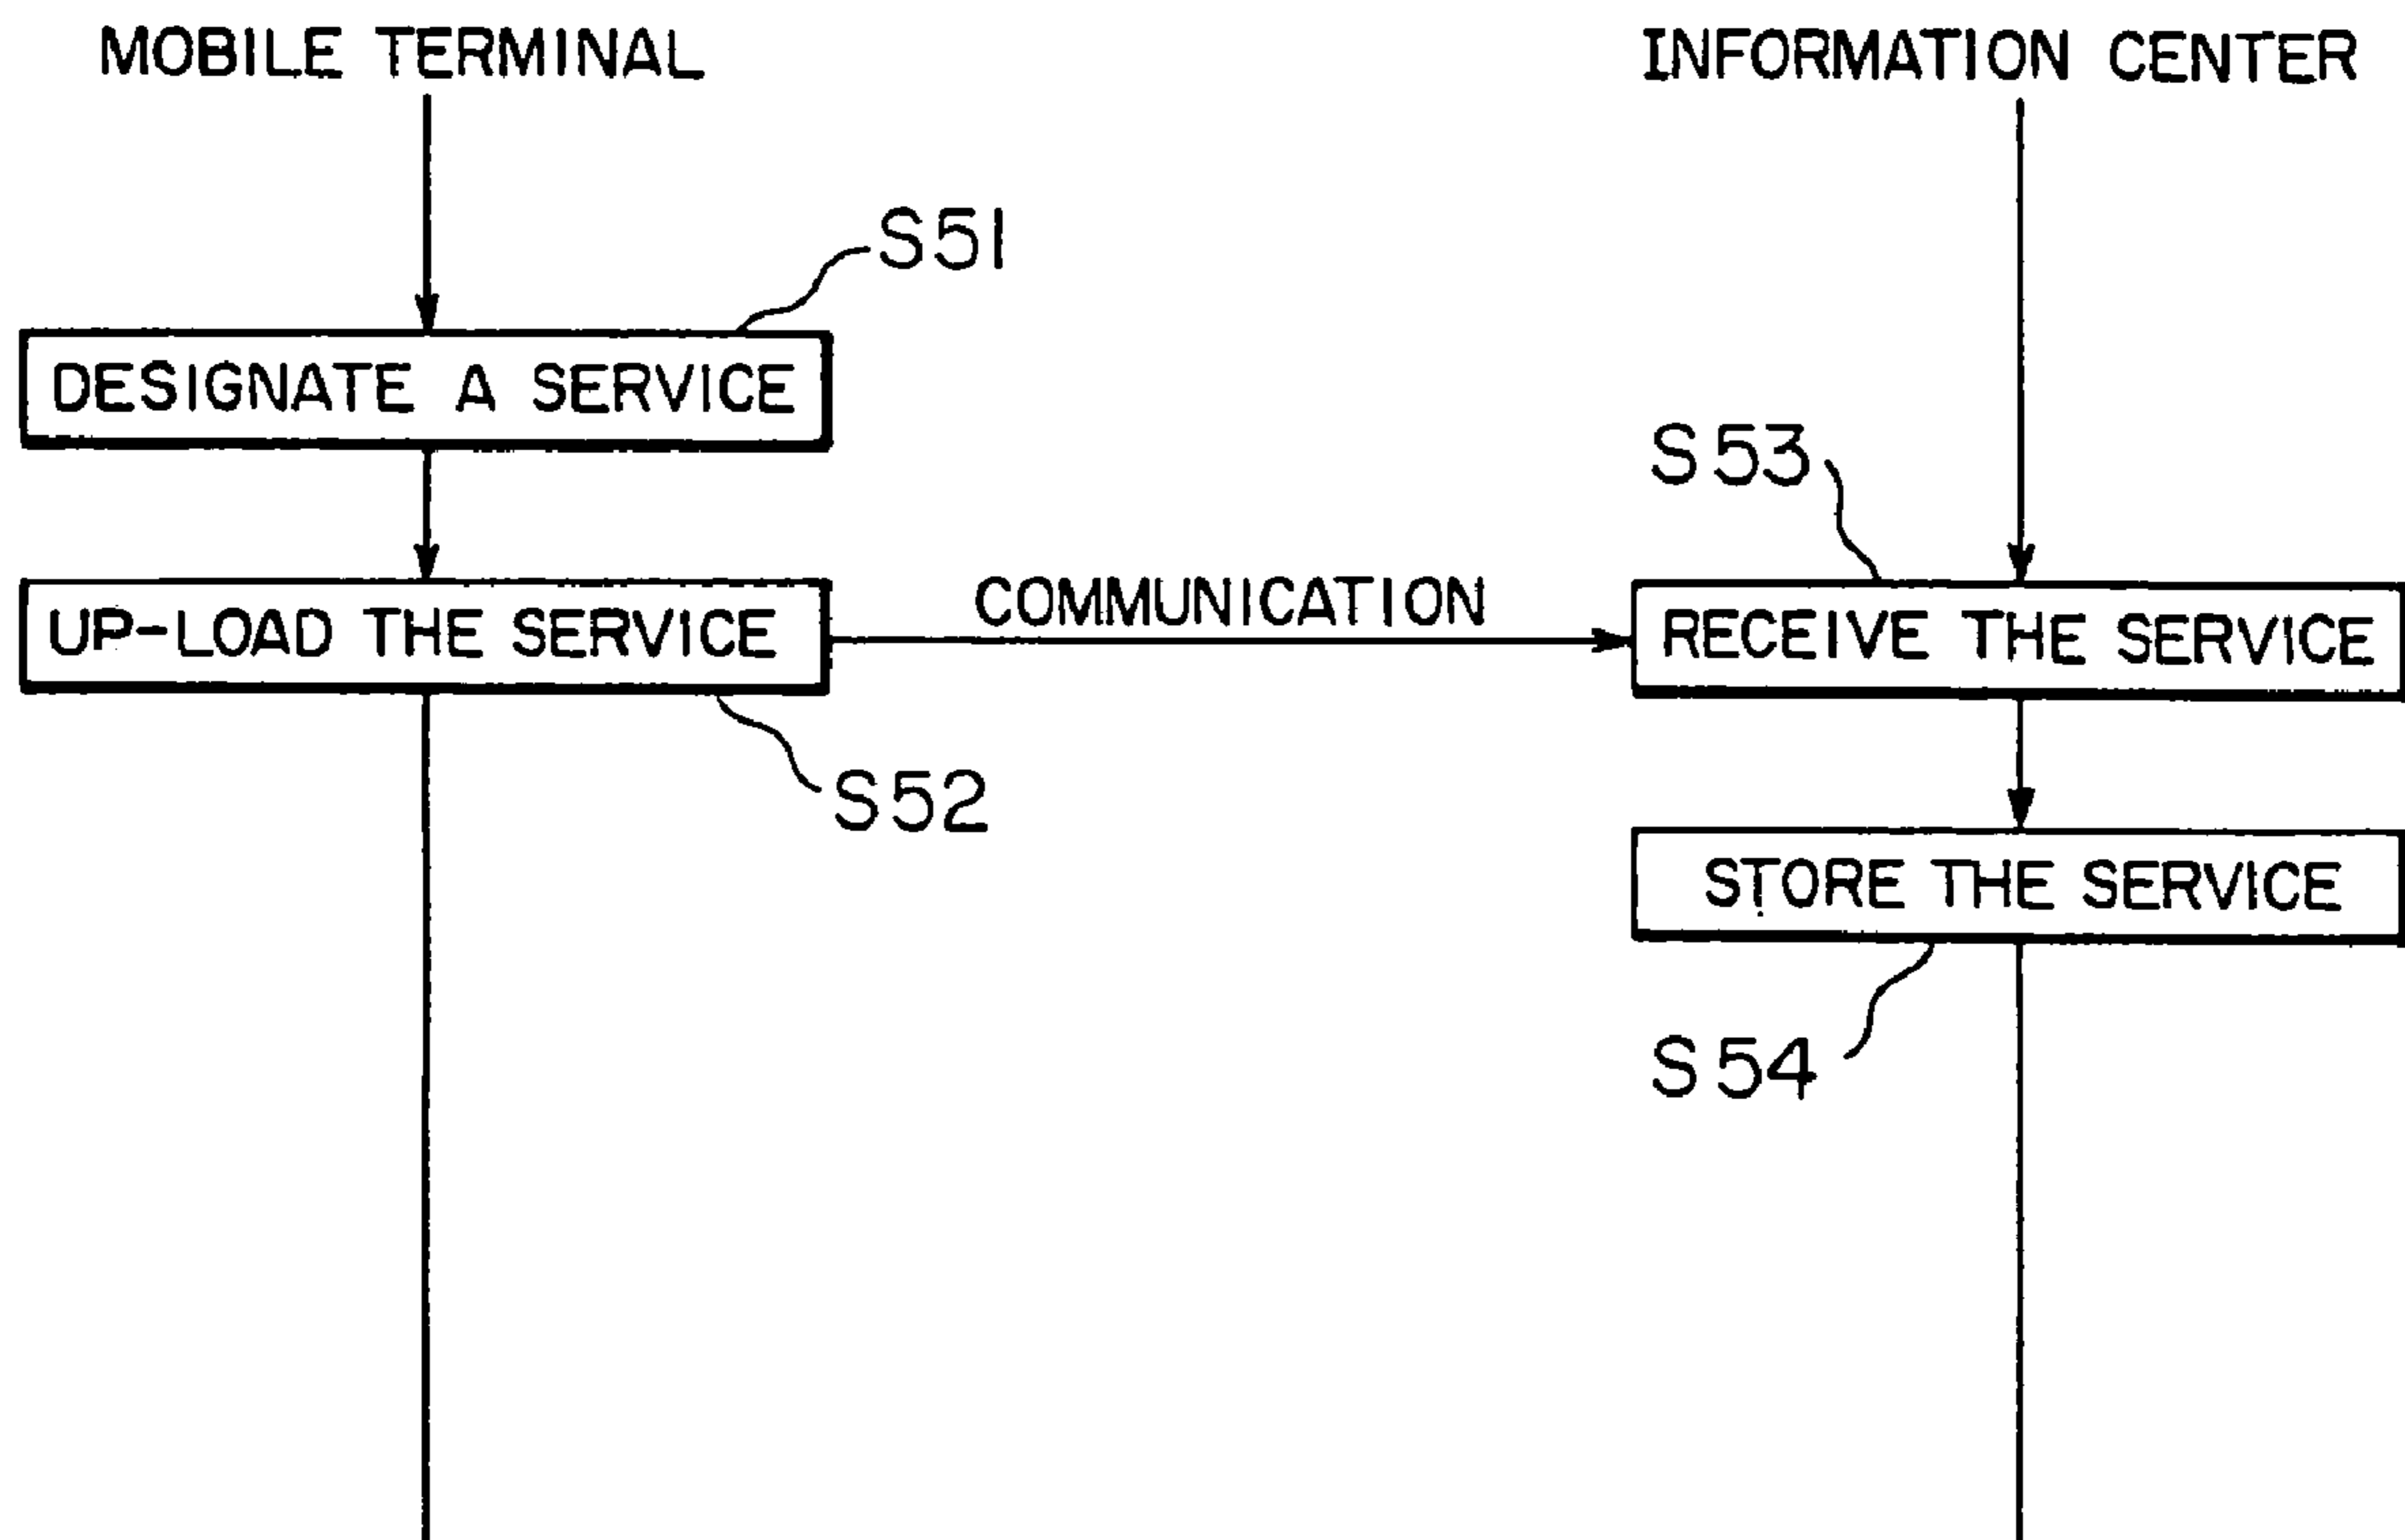 MOBILE TERMINAL
INFORMATION CENTER
S51
DESIGNATE A SERVICE
S53
UP-LOAD THE SERVICE
COMMUNICATION
RECEIVE THE SERVICE
S52
STORE THE SERVICE
S54